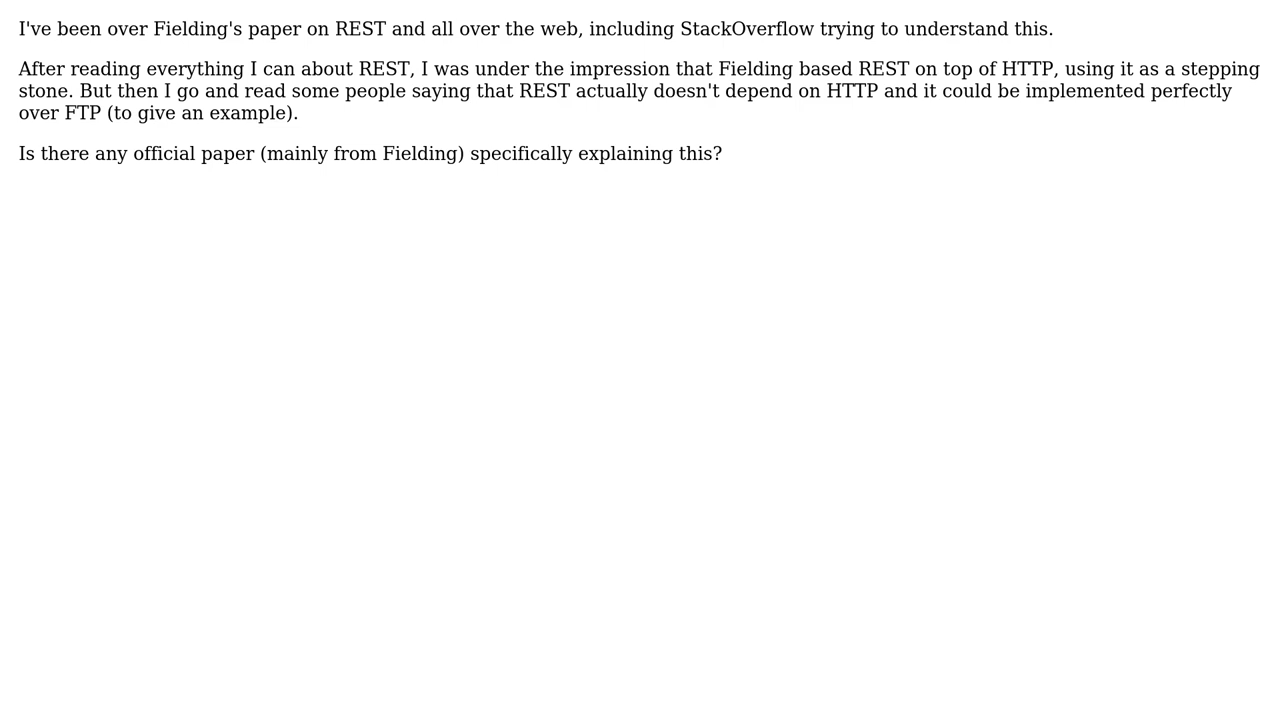 I've been over Fielding's paper on REST and all over the web, including StackOverflow trying to understand this.
After reading everything I can about REST, I was under the impression that Fielding based REST on top of HTTP, using it as a stepping
stone. But then I go and read some people saying that REST actually doesn't depend on HTTP and it could be implemented perfectly
over FTP (to give an example).
Is there any official paper (mainly from Fielding) specifically explaining this?